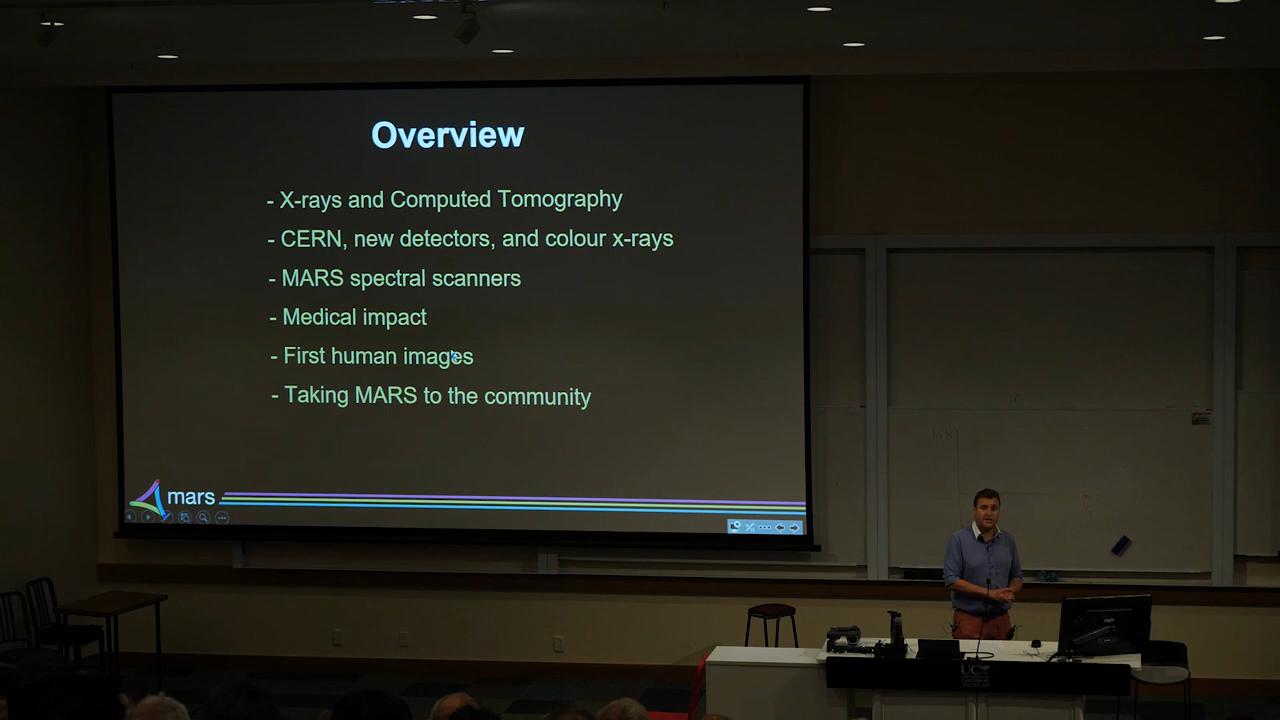 Overview
- X-rays and Computed Tomography
- CERN, new detectors, and colour x-rays
- MARS spectral scanners
- Medical impact
- First human images
- Taking MARS to the community
mars
UC